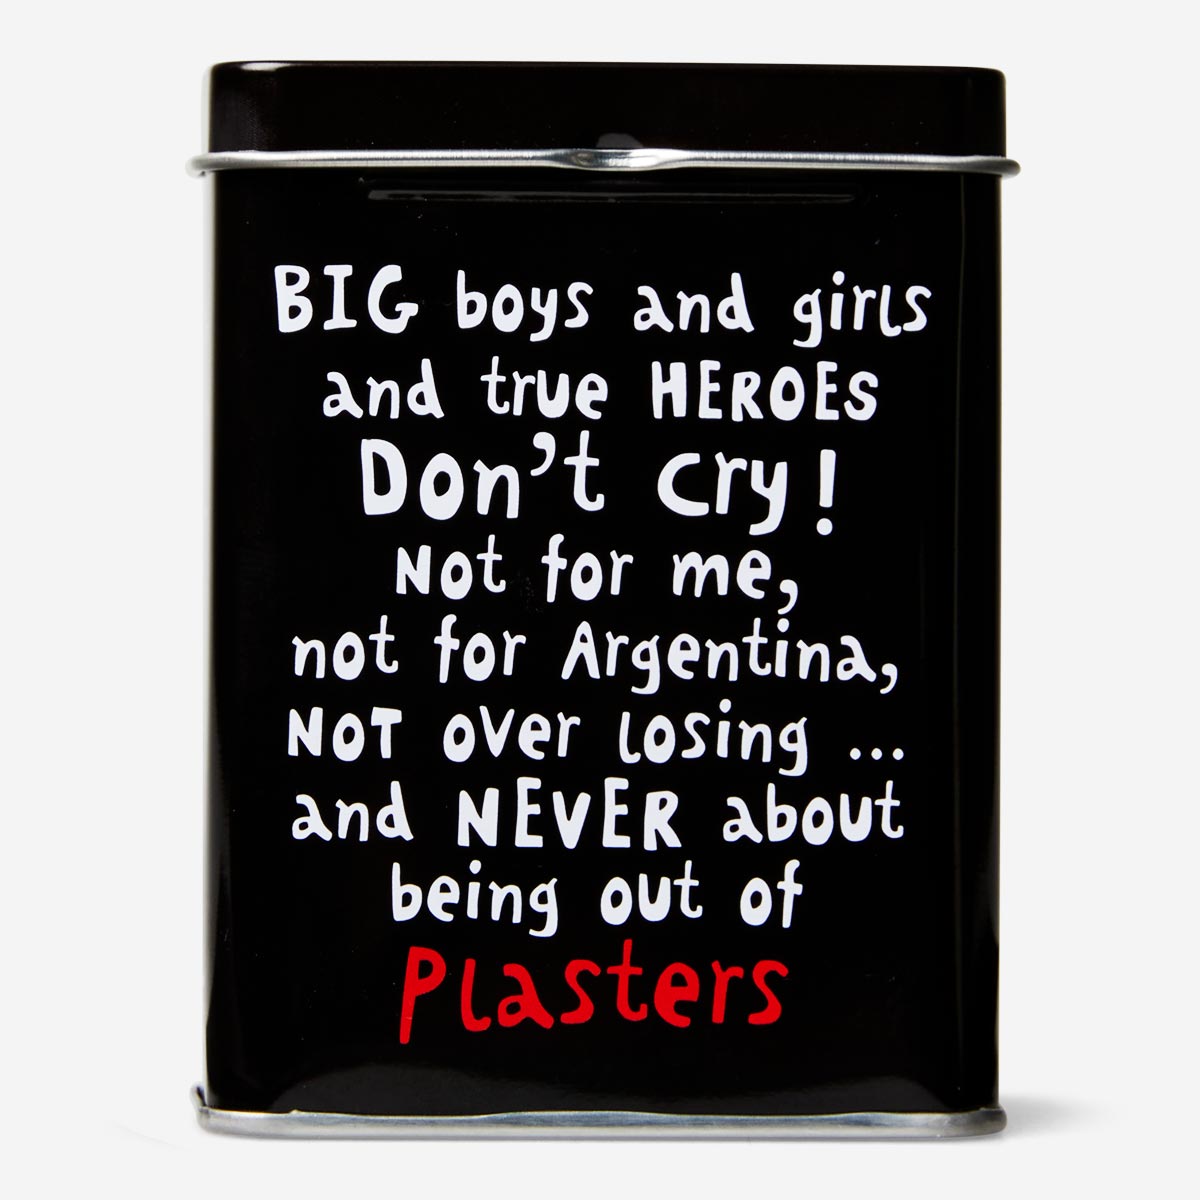 BIG boys and girls
and true HEROES
Don't cry!
Not for me,
not for Argentina,
NOT over losing ...
and NEVER about
being out of
Plasters